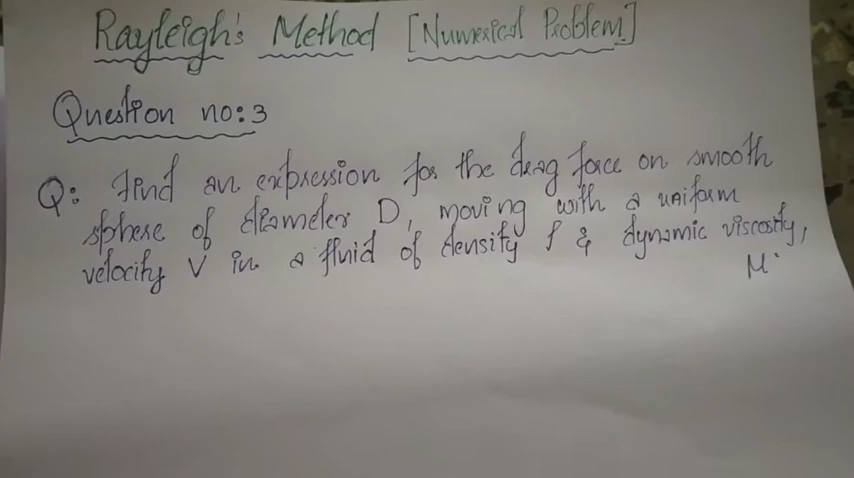 Rayleigh's Method [Numerical Problem]
Question no:3
Q: Find an expression for the drag force on smooth
sphere of diameter D, moving with a uniform
velocity V in a fluid of density ρ & dynamic viscosity,
μ.